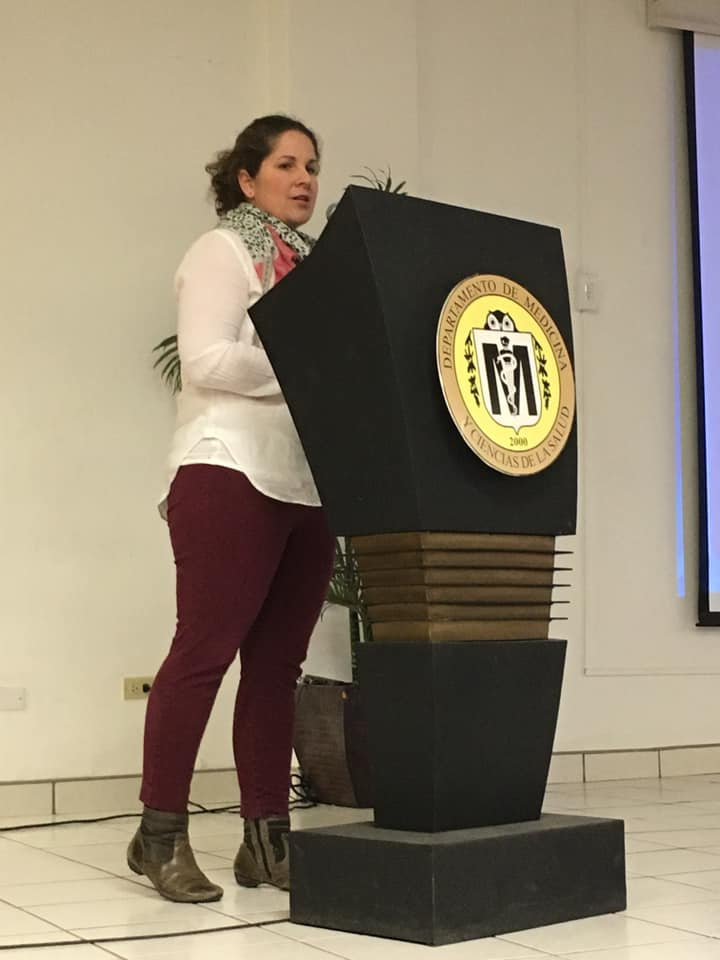 DEPARTAMENTO DE MEDICINA
M
2000
Y CIENCIAS DE LA SALUD